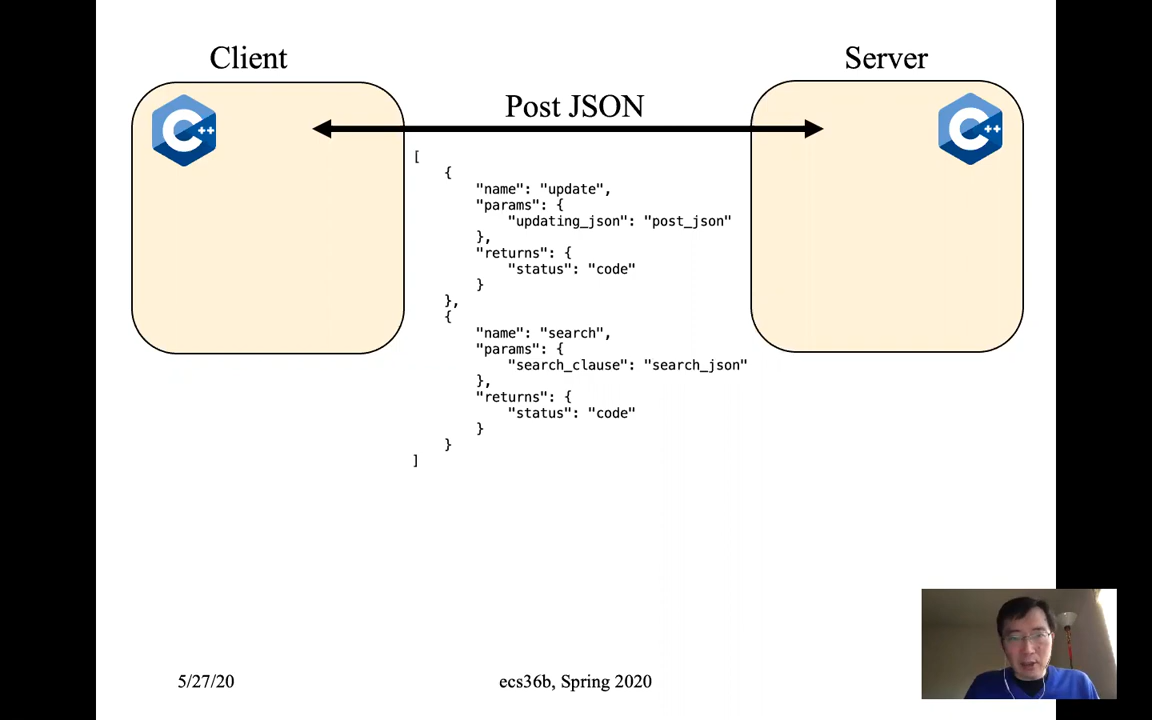 Client
Server
C++
C++
Post JSON
[
    {
        "name": "update",
        "params": {
            "updating_json": "post_json"
        },
        "returns": {
            "status": "code"
        }
    },
    {
        "name": "search",
        "params": {
            "search_clause": "search_json"
        },
        "returns": {
            "status": "code"
        }
    }
]
5/27/20
ecs36b, Spring 2020